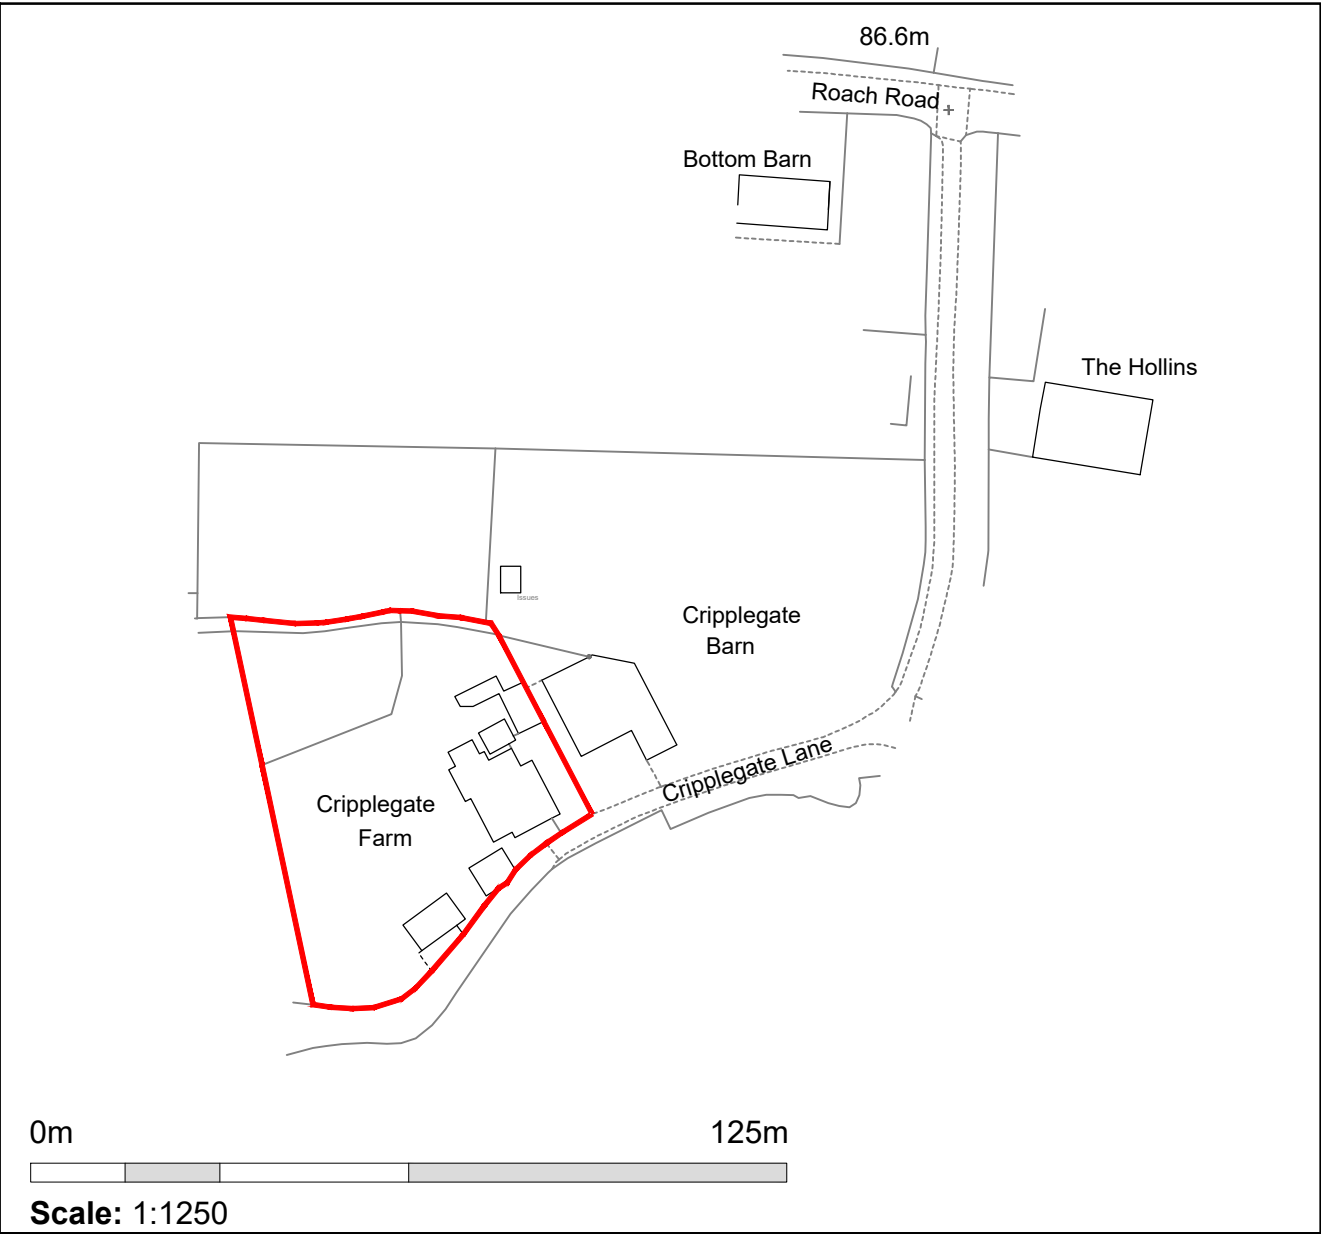 86.6m
Roach Road
Bottom Barn
The Hollins
Issues
Cripplegate
Barn
Cripplegate Lane
Cripplegate
Farm
0m
125m
Scale: 1:1250